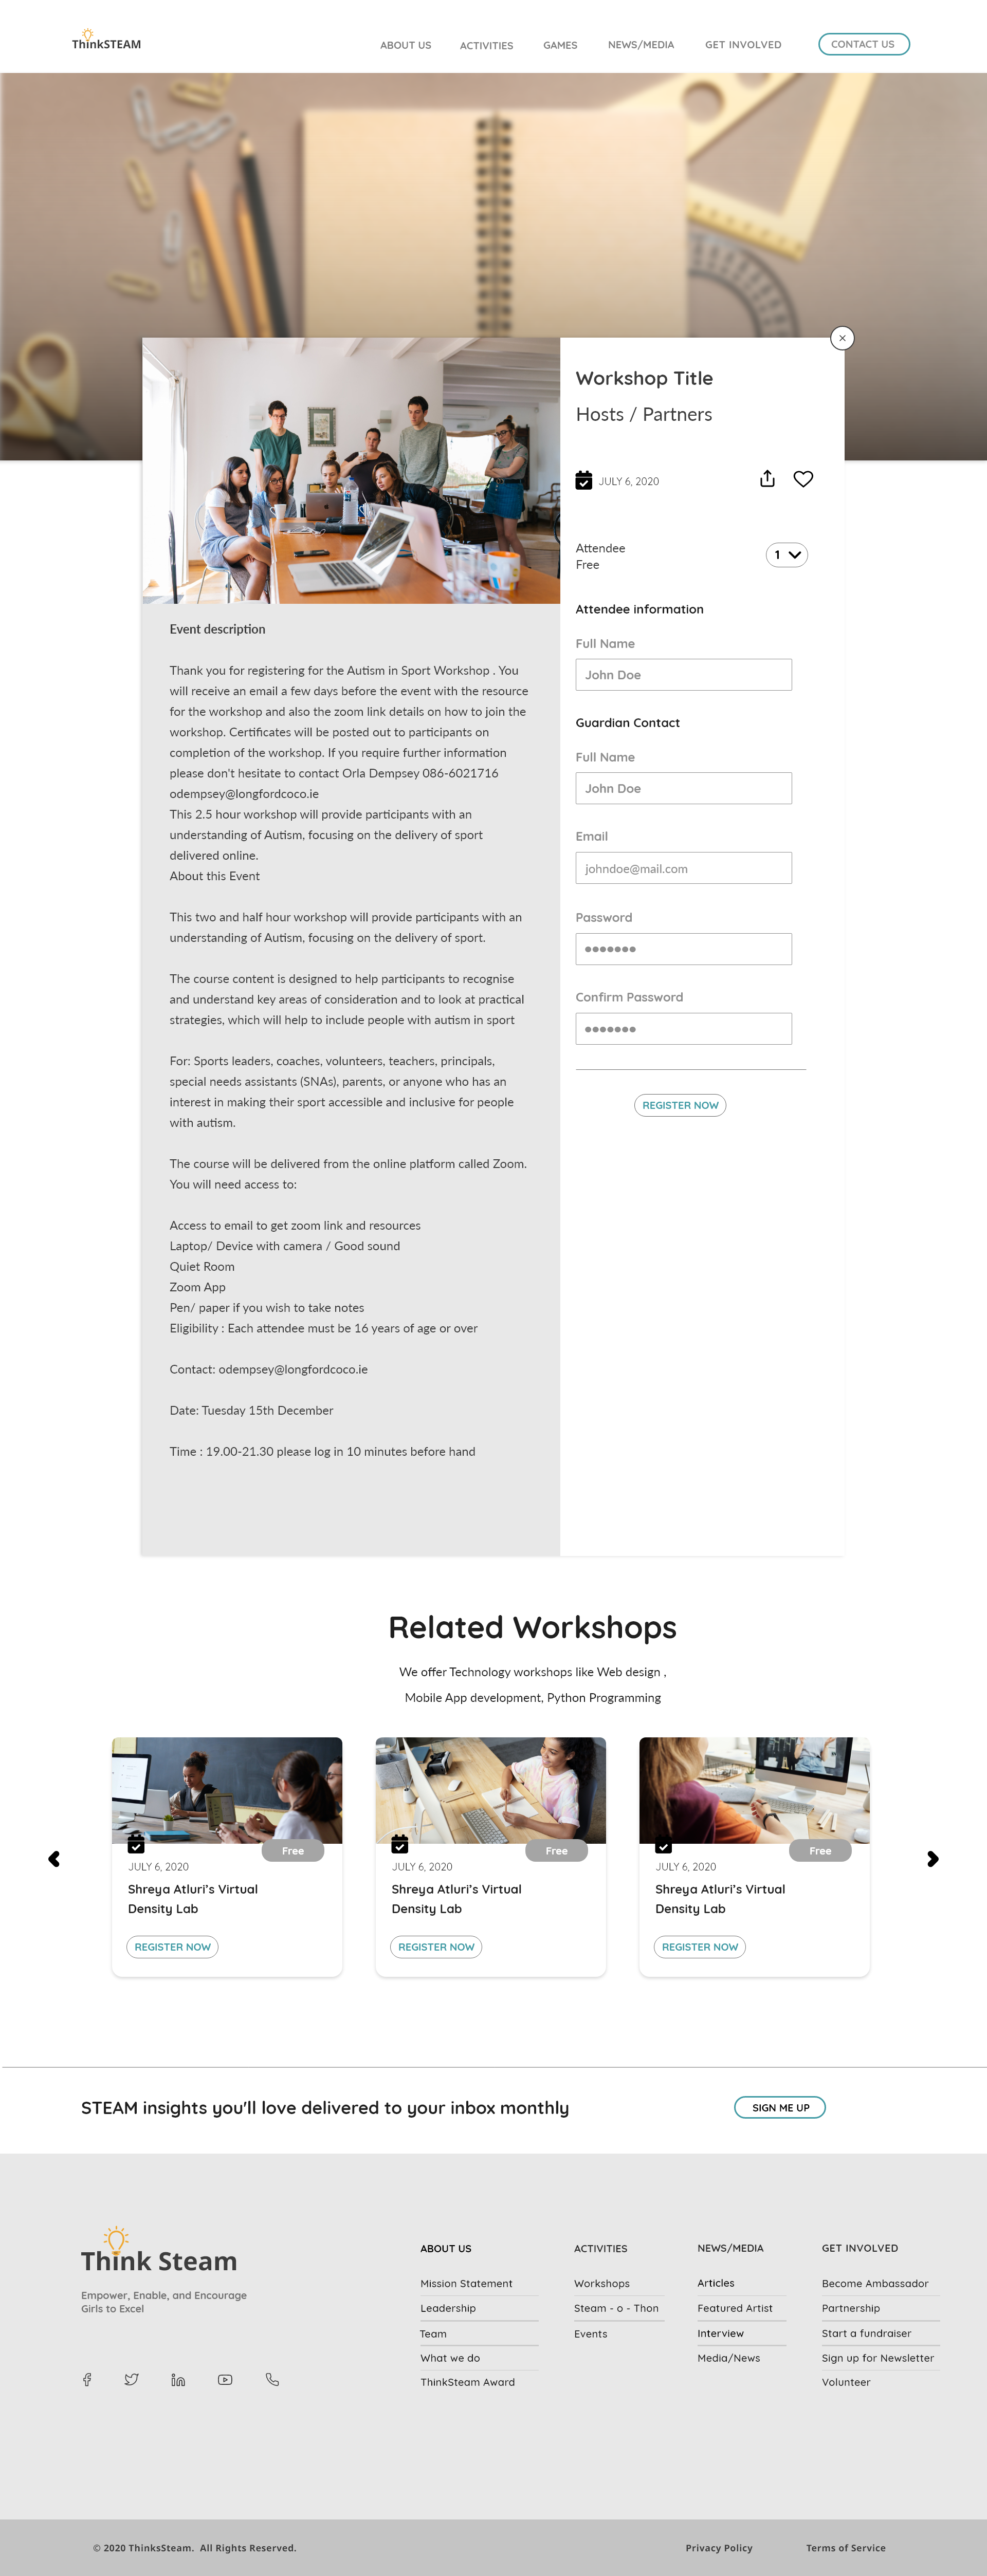 ThinkSTEAM
ABOUT US
ACTIVITIES
GAMES
NEWS/MEDIA
GET INVOLVED
CONTACT US
Workshop Title
Hosts / Partners
JULY 6, 2020
Attendee
Free
1
Attendee information
Full Name
John Doe
Guardian Contact
Full Name
John Doe
Email
johndoe@mail.com
Password
Confirm Password
REGISTER NOW
Event description
Thank you for registering for the Autism in Sport Workshop . You
will receive an email a few days before the event with the resource
for the workshop and also the zoom link details on how to join the
workshop. Certificates will be posted out to participants on
completion of the workshop. If you require further information
please don't hesitate to contact Orla Dempsey 086-6021716
odempsey@longfordcoco.ie
This 2.5 hour workshop will provide participants with an
understanding of Autism, focusing on the delivery of sport
delivered online.
About this Event
This two and half hour workshop will provide participants with an
understanding of Autism, focusing on the delivery of sport.
The course content is designed to help participants to recognise
and understand key areas of consideration and to look at practical
strategies, which will help to include people with autism in sport
For: Sports leaders, coaches, volunteers, teachers, principals,
special needs assistants (SNAs), parents, or anyone who has an
interest in making their sport accessible and inclusive for people
with autism.
The course will be delivered from the online platform called Zoom.
You will need access to:
Access to email to get zoom link and resources
Laptop/ Device with camera / Good sound
Quiet Room
Zoom App
Pen/ paper if you wish to take notes
Eligibility : Each attendee must be 16 years of age or over
Contact: odempsey@longfordcoco.ie
Date: Tuesday 15th December
Time : 19.00-21.30 please log in 10 minutes before hand
Related Workshops
We offer Technology workshops like Web design ,
Mobile App development, Python Programming
Free
JULY 6, 2020
Shreya Atluri’s Virtual
Density Lab
REGISTER NOW
Free
JULY 6, 2020
Shreya Atluri’s Virtual
Density Lab
REGISTER NOW
Free
JULY 6, 2020
Shreya Atluri’s Virtual
Density Lab
REGISTER NOW
STEAM insights you'll love delivered to your inbox monthly
SIGN ME UP
Think Steam
Empower, Enable, and Encourage
Girls to Excel
ABOUT US
Mission Statement
Leadership
Team
What we do
ThinkSteam Award
ACTIVITIES
Workshops
Steam - o - Thon
Events
NEWS/MEDIA
Articles
Featured Artist
Interview
Media/News
GET INVOLVED
Become Ambassador
Partnership
Start a fundraiser
Sign up for Newsletter
Volunteer
© 2020 ThinksSteam. All Rights Reserved.
Privacy Policy
Terms of Service